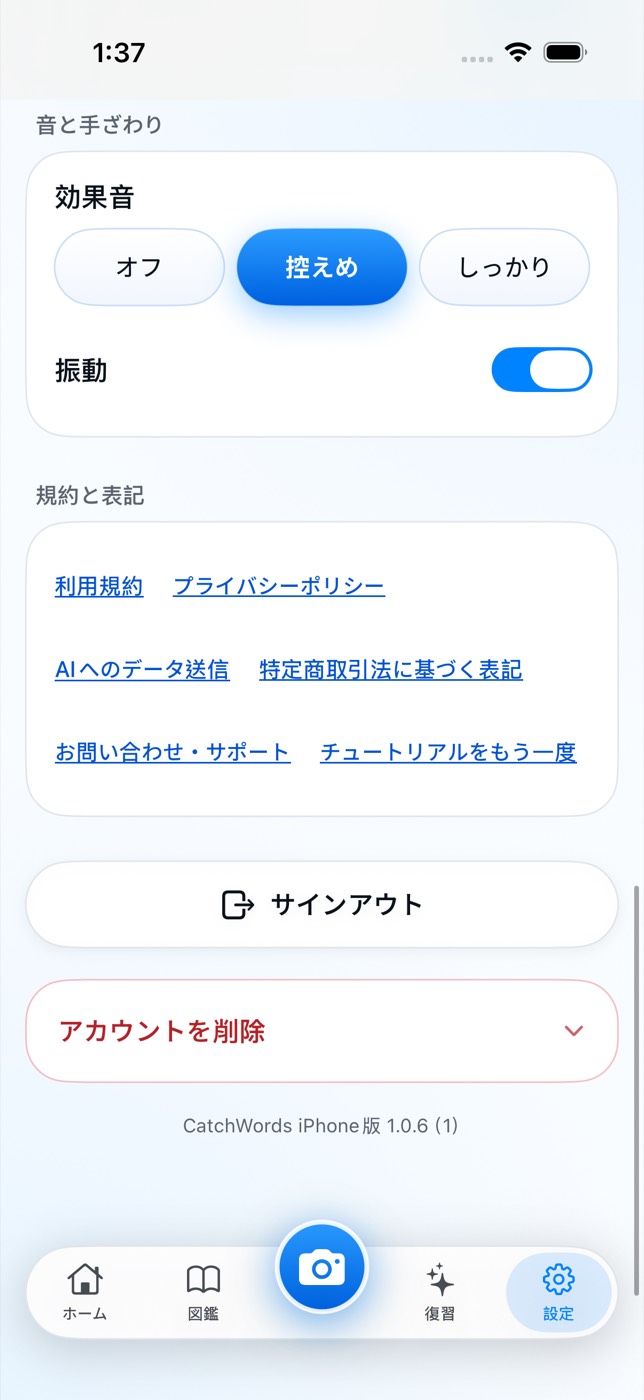 1:37
音と手ざわり
効果音
オフ 控えめ しっかり
振動
規約と表記
利用規約 プライバシーポリシー
AIへのデータ送信 特定商取引法に基づく表記
お問い合わせ・サポート チュートリアルをもう一度
サインアウト
アカウントを削除
CatchWords iPhone版 1.0.6 (1)
ホーム 図鑑 復習 設定